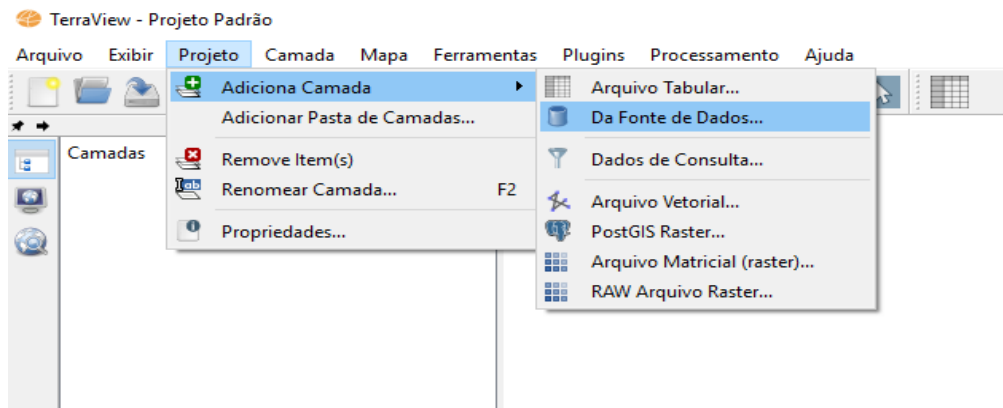 TerraView - Projeto Padrão
Arquivo Exibir Projeto Camada Mapa Ferramentas Plugins Processamento Ajuda
Camadas
Adiciona Camada
Adicionar Pasta de Camadas...
Remove Item(s)
Renomear Camada... F2
Propriedades...
Arquivo Tabular...
Da Fonte de Dados...
Dados de Consulta...
Arquivo Vetorial...
PostGIS Raster...
Arquivo Matricial (raster)...
RAW Arquivo Raster...